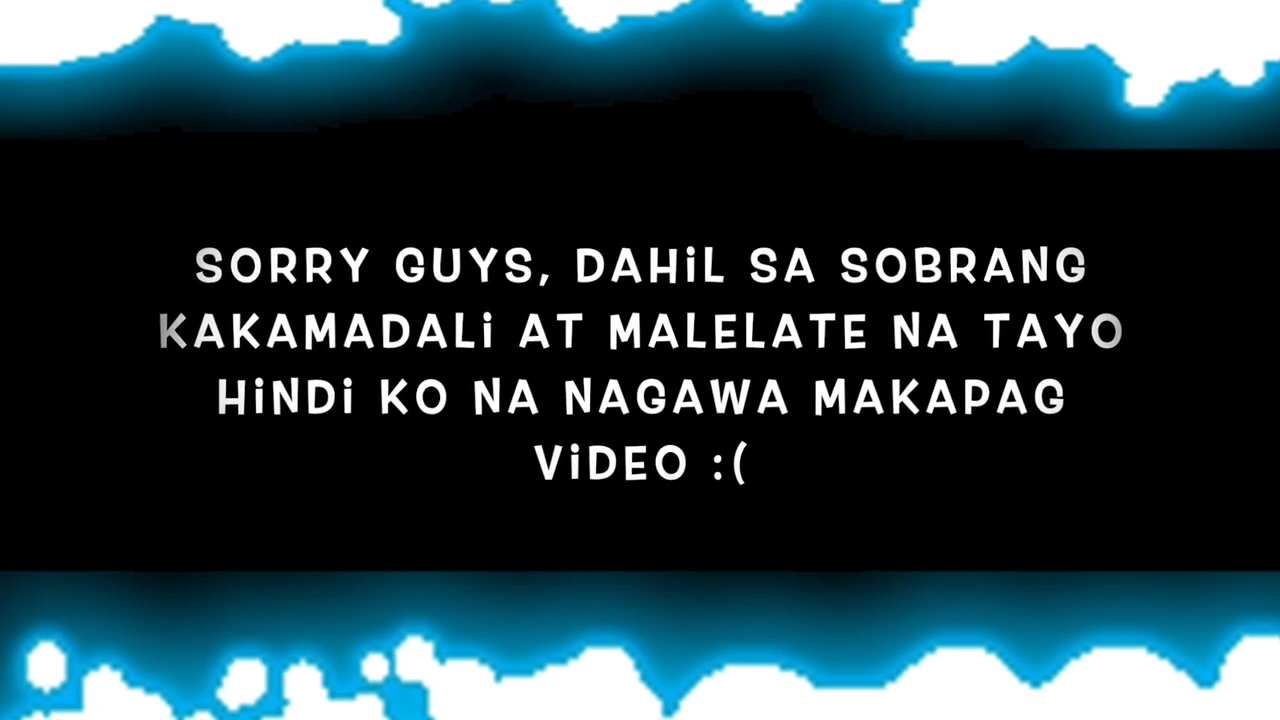 SORRY GUYS, DAHiL SA SOBRANG
KAKAMADALi AT MALELATE NA TAYO
HiNDi KO NA NAGAWA MAKAPAG
ViDEO :(